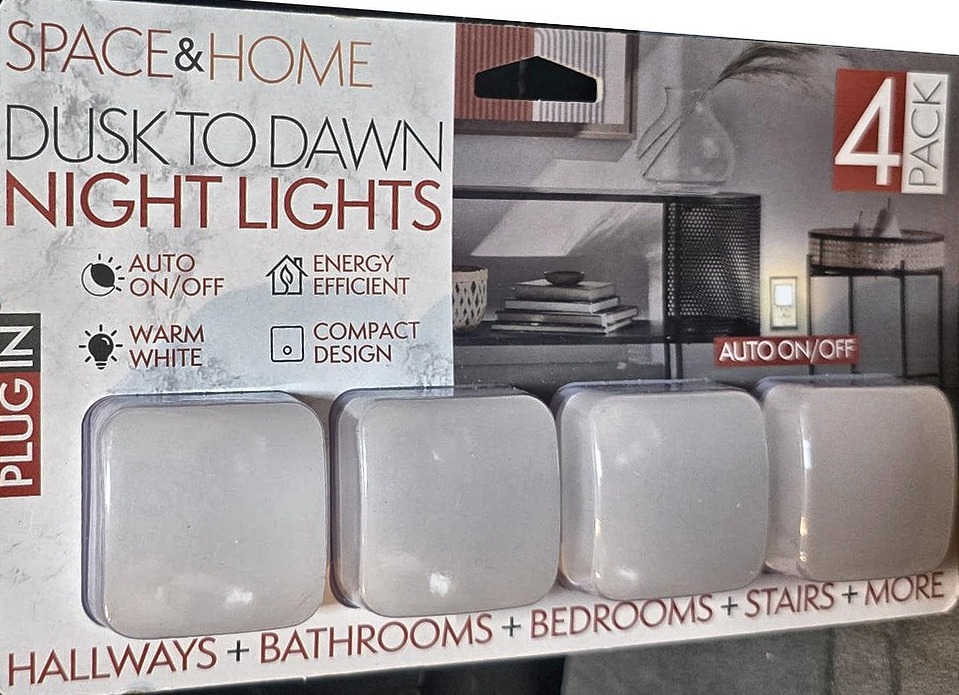 SPACE&HOME
DUSK TO DAWN
NIGHT LIGHTS
AUTO
ON/OFF
ENERGY
EFFICIENT
WARM
WHITE
COMPACT
DESIGN
PLUG IN
4
PACK
AUTO ON/OFF
HALLWAYS + BATHROOMS + BEDROOMS + STAIRS + MORE